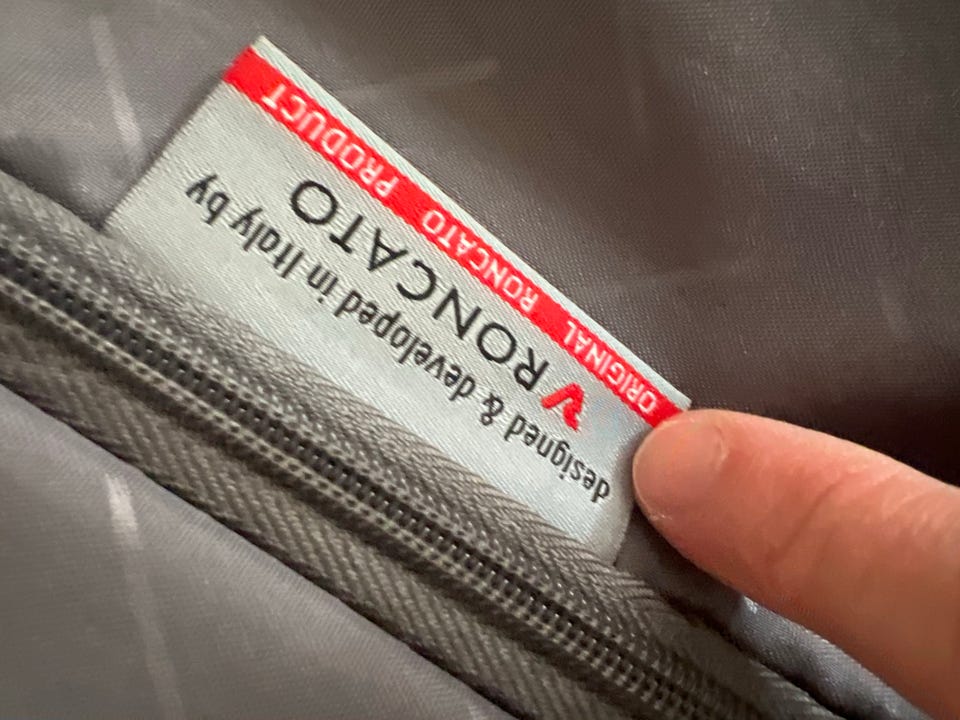 designed & developed in Italy by
RONCATO
ORIGINAL RONCATO PRODUCT